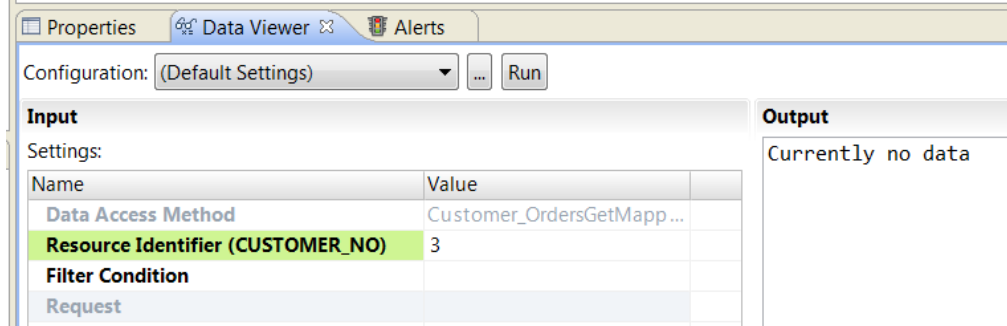 Properties Data Viewer Alerts
Configuration: (Default Settings) ... Run
Input Output
Settings: Currently no data
Name Value
Data Access Method Customer_OrdersGetMapp...
Resource Identifier (CUSTOMER_NO) 3
Filter Condition
Request